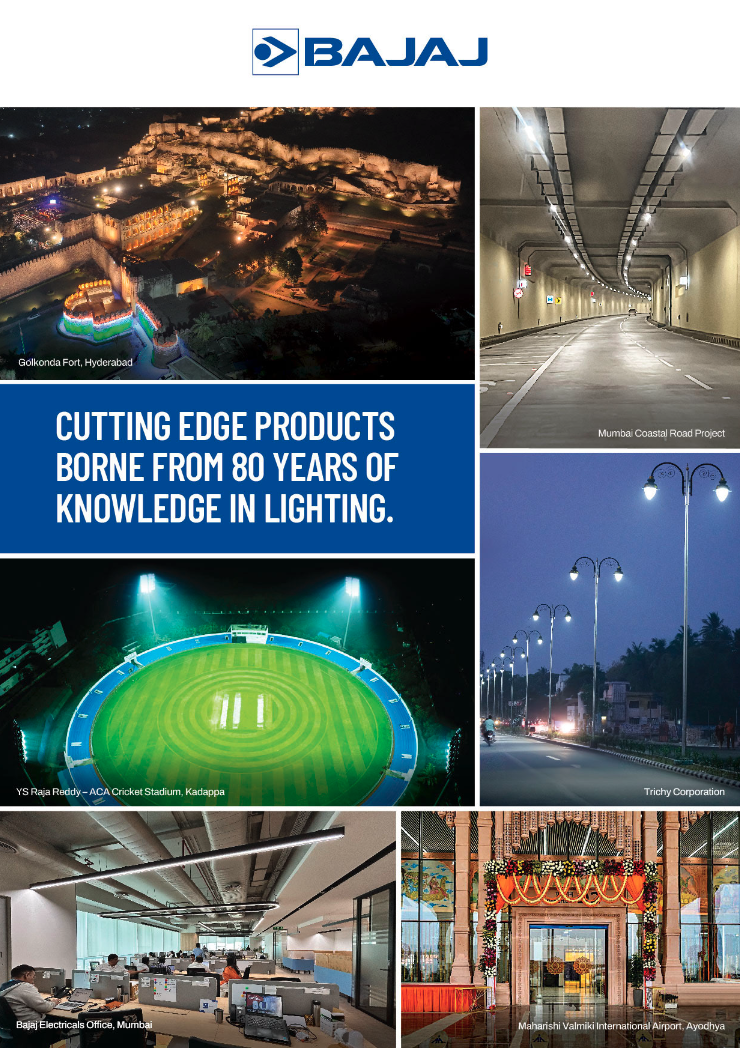 BAJAJ
Golkonda Fort, Hyderabad
Mumbai Coastal Road Project
CUTTING EDGE PRODUCTS
BORNE FROM 80 YEARS OF
KNOWLEDGE IN LIGHTING.
YS Raja Reddy – ACA Cricket Stadium, Kadappa
Trichy Corporation
Bajaj Electricals Office, Mumbai
Maharishi Valmiki International Airport, Ayodhya